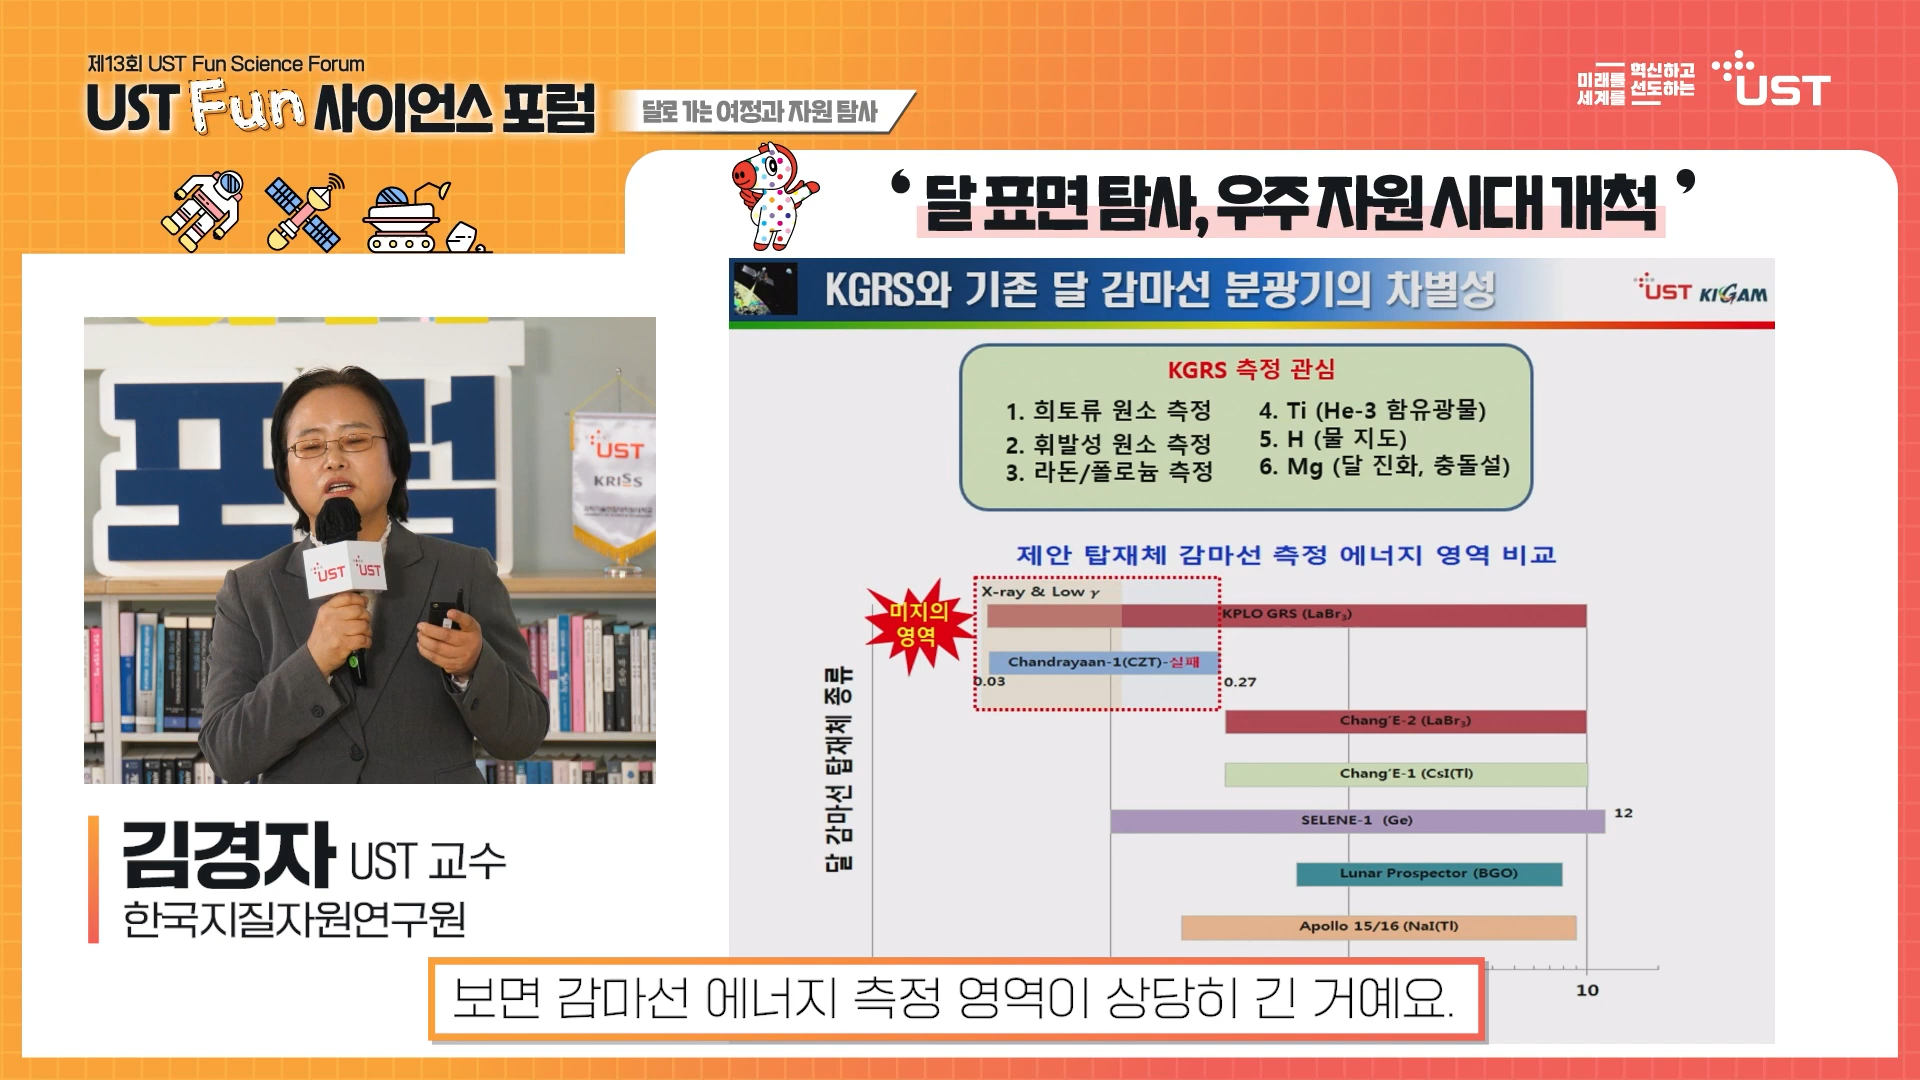 제13회 UST Fun Science Forum
UST Fun 사이언스 포럼
달로 가는 여정과 자원 탐사
미래를 혁신하고
세계를 선도하는
UST
‘ 달 표면 탐사, 우주 자원 시대 개척 ’
KGRS와 기존 달 감마선 분광기의 차별성
UST KIGAM
KGRS 측정 관심
1. 희토류 원소 측정
2. 휘발성 원소 측정
3. 라돈/폴로늄 측정
4. Ti (He-3 함유광물)
5. H (물 지도)
6. Mg (달 진화, 충돌설)
제안 탑재체 감마선 측정 에너지 영역 비교
미지의
영역
X-ray & Low γ
KPLO GRS (LaBr₃)
Chandrayaan-1(CZT)-실패
0.03
0.27
Chang'E-2 (LaBr₃)
Chang'E-1 (CsI(Tl)
SELENE-1 (Ge)
12
Lunar Prospector (BGO)
Apollo 15/16 (NaI(Tl)
10
달 감마선 탑재체 종류
포럼
UST
KRISS
UST UST
김경자 UST 교수
한국지질자원연구원
보면 감마선 에너지 측정 영역이 상당히 긴 거예요.